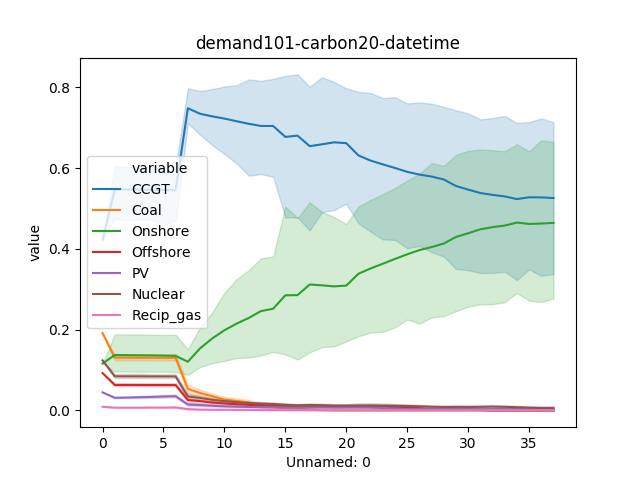 demand101-carbon20-datetime
value
0.8
0.6
0.4
0.2
0.0
variable
CCGT
Coal
Onshore
Offshore
PV
Nuclear
Recip_gas
0 5 10 15 20 25 30 35
Unnamed: 0